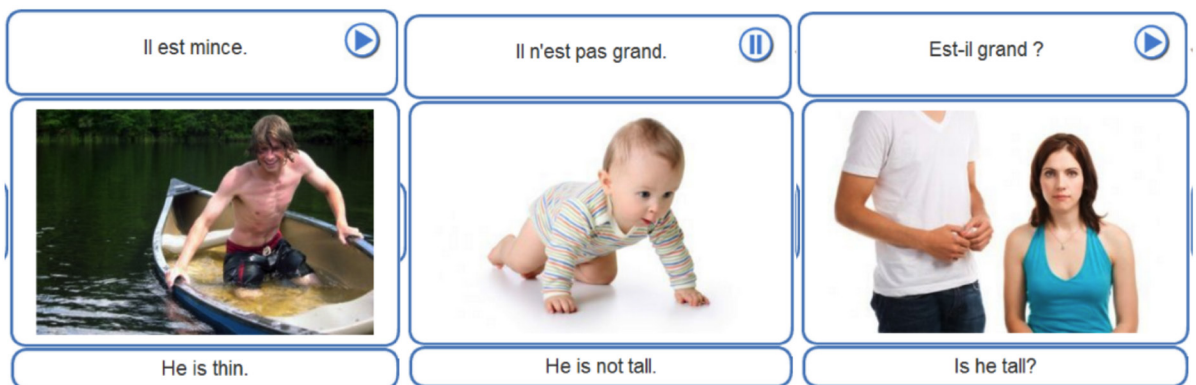 Il est mince.
Il n'est pas grand.
Est-il grand ?
He is thin.
He is not tall.
Is he tall?